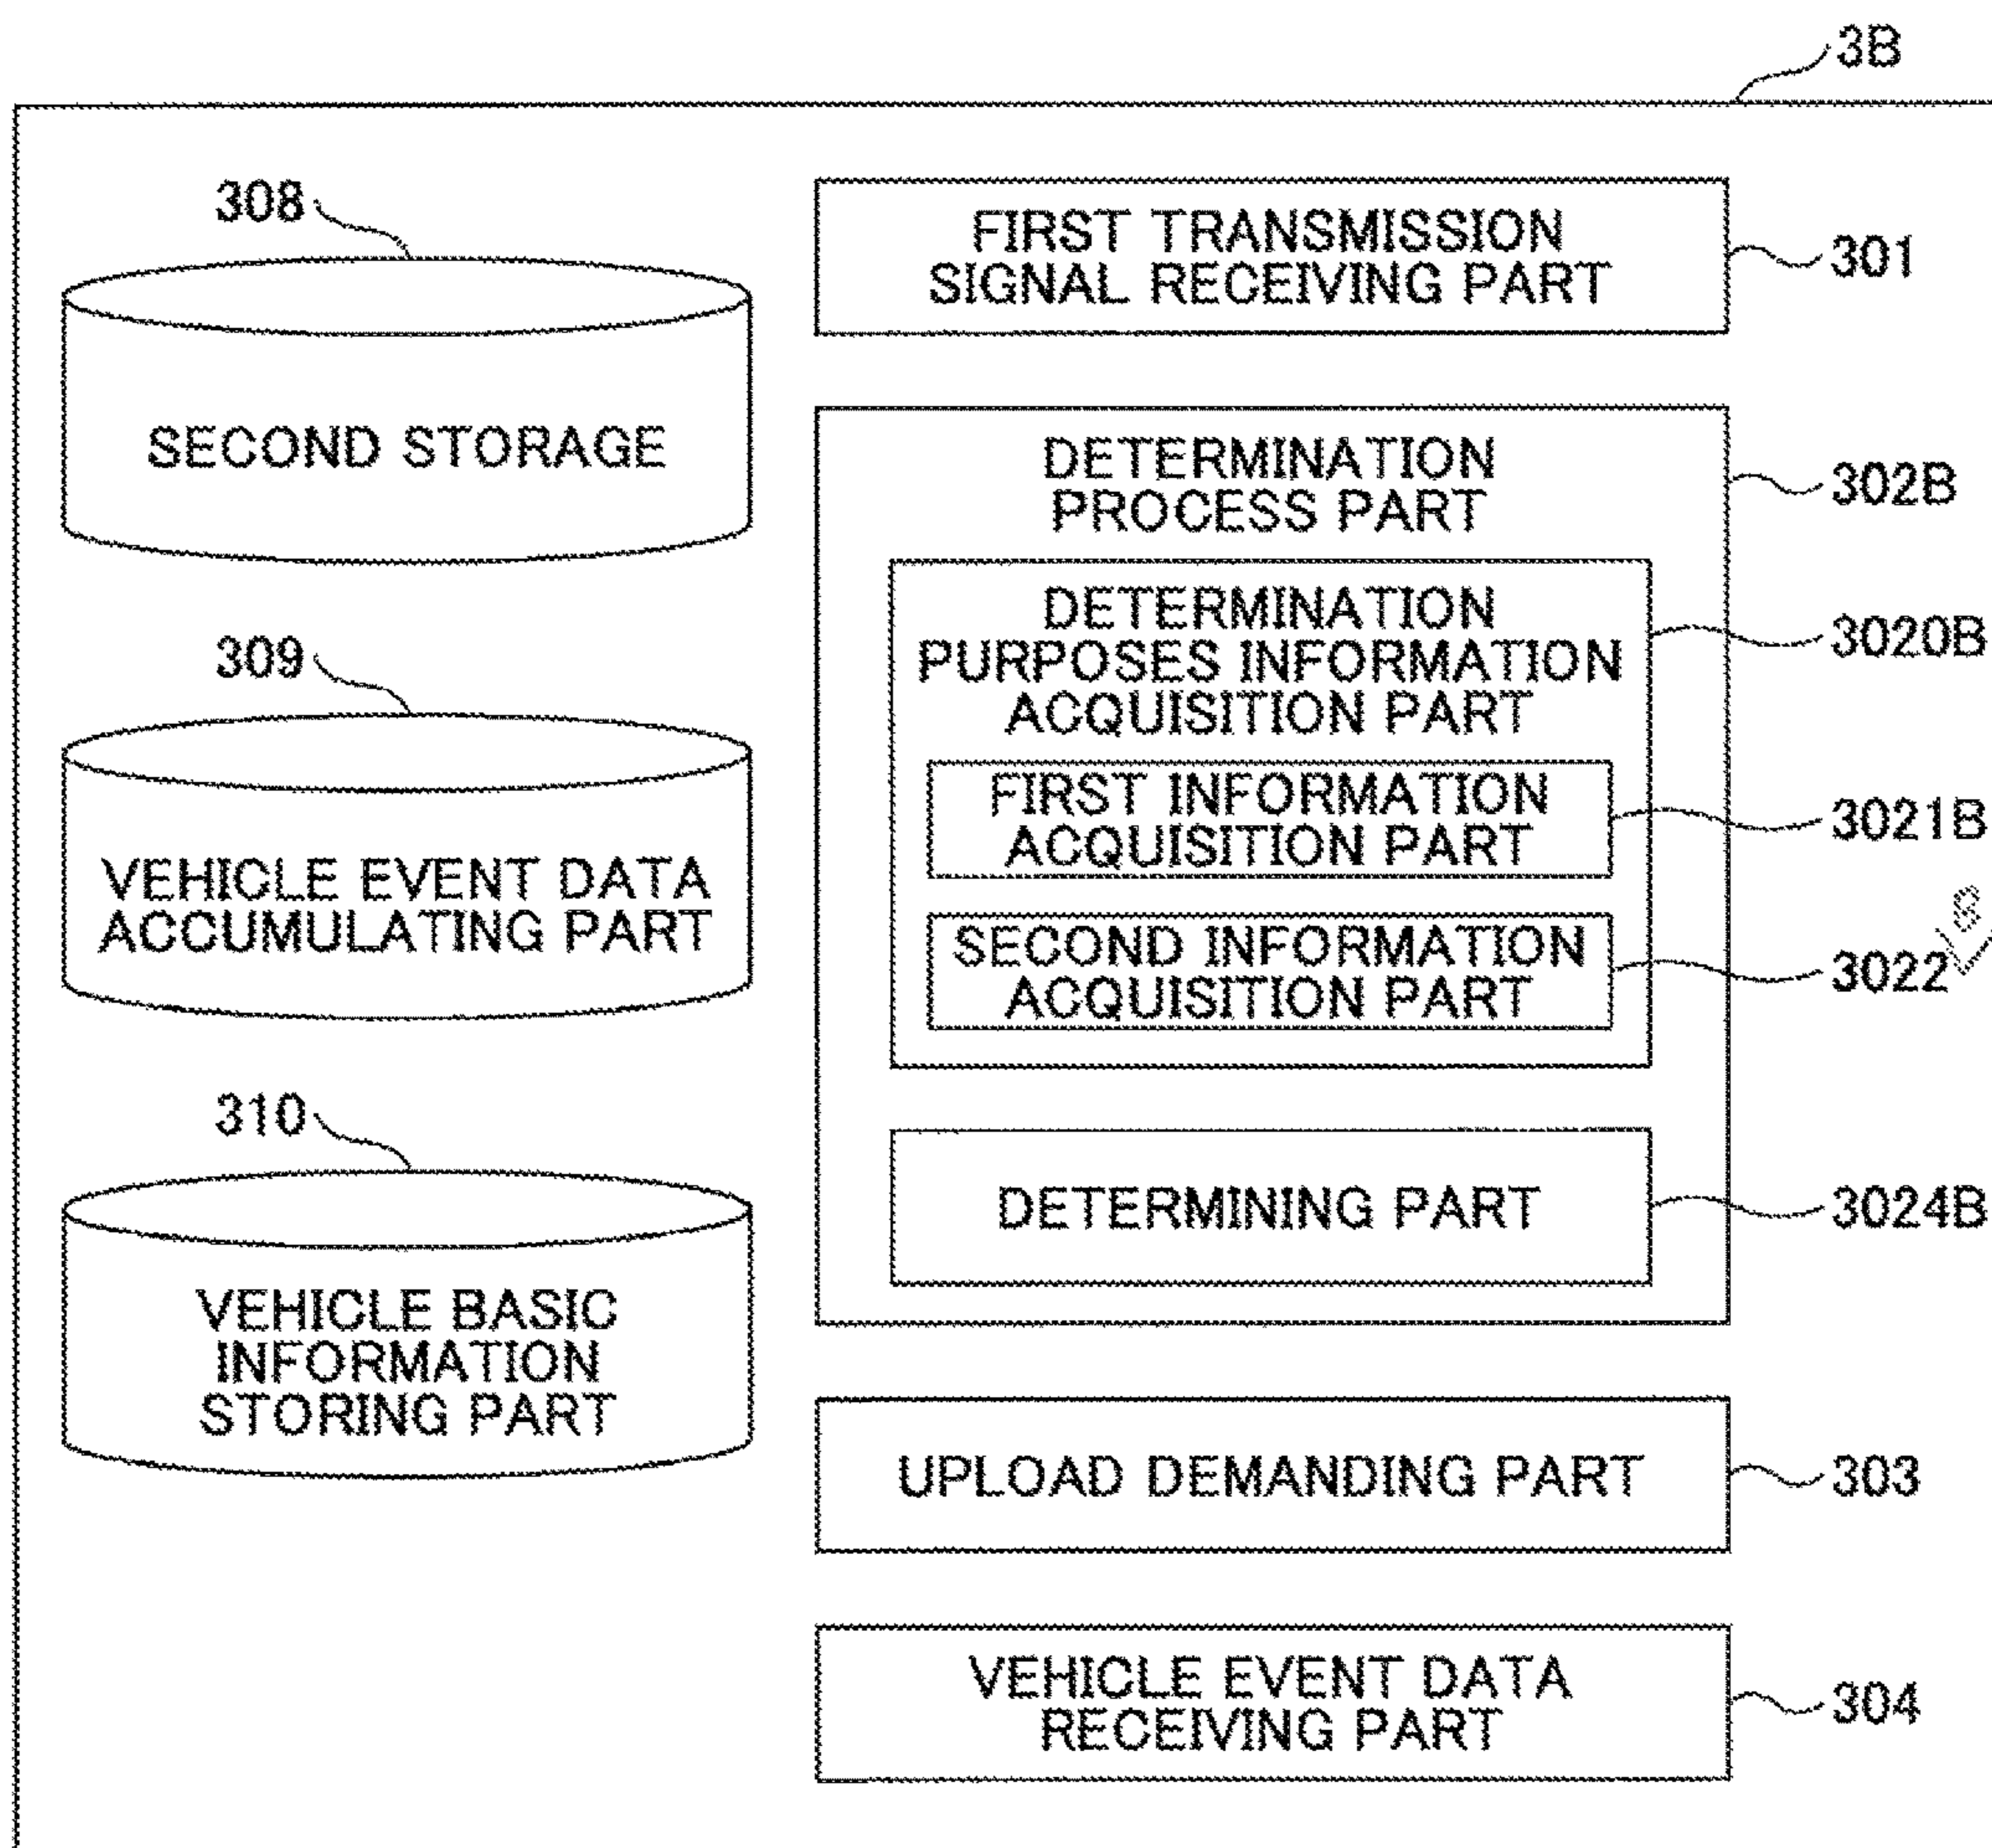 3B
308
FIRST TRANSMISSION
SIGNAL RECEIVING PART
301
SECOND STORAGE
DETERMINATION
PROCESS PART
302B
DETERMINATION
PURPOSES INFORMATION
ACQUISITION PART
3020B
309
FIRST INFORMATION
ACQUISITION PART
3021B
VEHICLE EVENT DATA
ACCUMULATING PART
SECOND INFORMATION
ACQUISITION PART
3022
B
310
DETERMINING PART
3024B
VEHICLE BASIC
INFORMATION
STORING PART
UPLOAD DEMANDING PART
303
VEHICLE EVENT DATA
RECEIVING PART
304